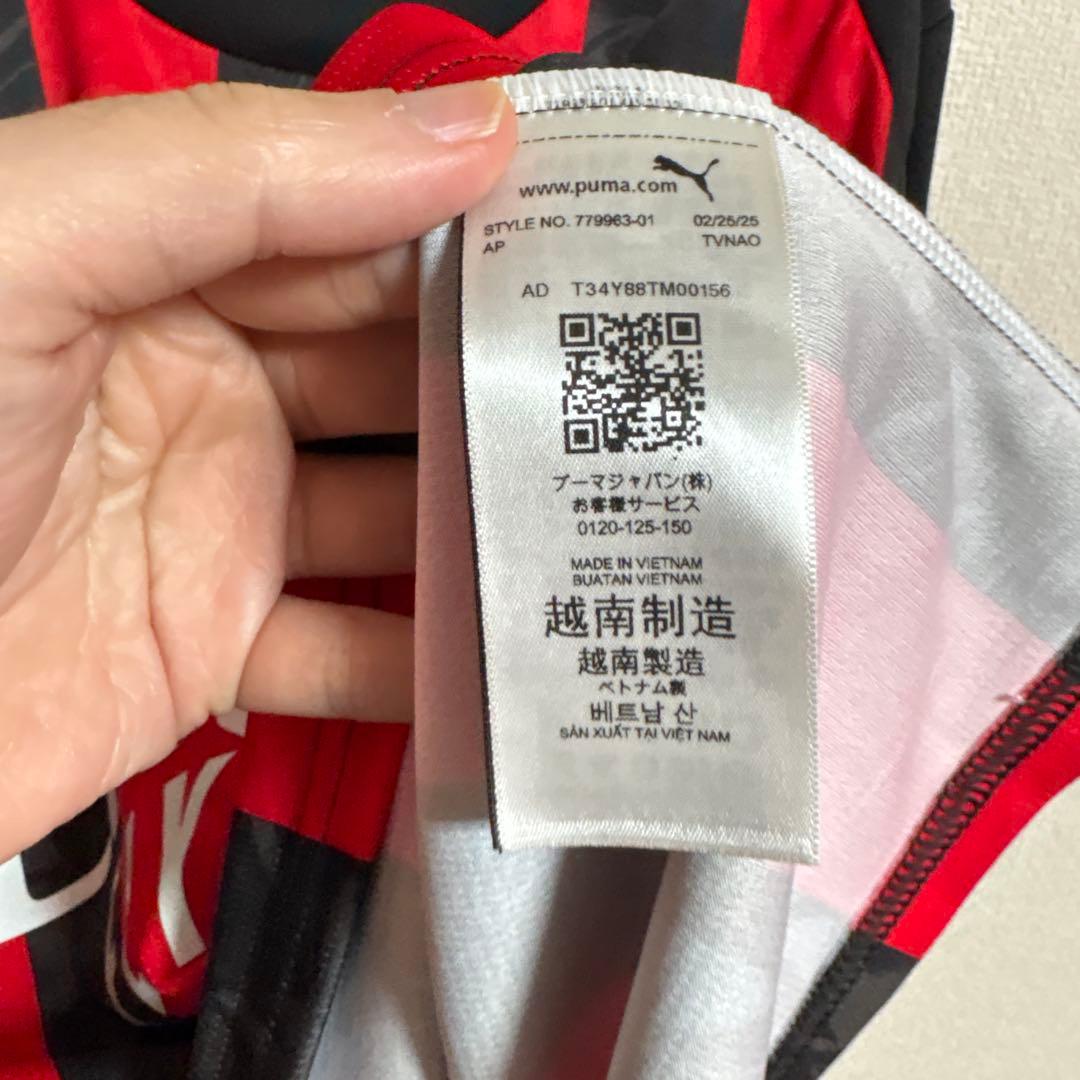 www.puma.com
STYLE NO. 779963-01 02/25/25
AP TVNAO
AD T34Y88TM00156
プーマジャパン(株)
お客様サービス
0120-125-150
MADE IN VIETNAM
BUATAN VIETNAM
越南制造
越南製造
ベトナム製
베트남 산
SẢN XUẤT TẠI VIỆT NAM